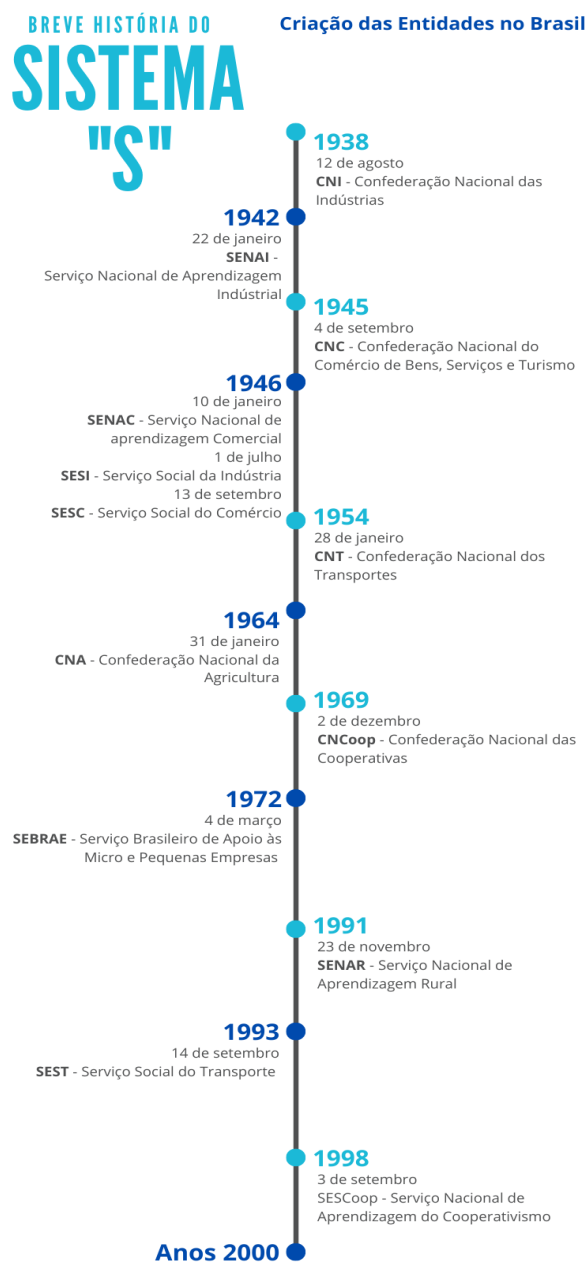 BREVE HISTÓRIA DO
SISTEMA
"S"
Criação das Entidades no Brasil
1938
12 de agosto
CNI - Confederação Nacional das
Indústrias
1942
22 de janeiro
SENAI -
Serviço Nacional de Aprendizagem
Indústrial
1945
4 de setembro
CNC - Confederação Nacional do
Comércio de Bens, Serviços e Turismo
1946
10 de janeiro
SENAC - Serviço Nacional de
aprendizagem Comercial
1 de julho
SESI - Serviço Social da Indústria
13 de setembro
SESC - Serviço Social do Comércio
1954
28 de janeiro
CNT - Confederação Nacional dos
Transportes
1964
31 de janeiro
CNA - Confederação Nacional da
Agricultura
1969
2 de dezembro
CNCoop - Confederação Nacional das
Cooperativas
1972
4 de março
SEBRAE - Serviço Brasileiro de Apoio às
Micro e Pequenas Empresas
1991
23 de novembro
SENAR - Serviço Nacional de
Aprendizagem Rural
1993
14 de setembro
SEST - Serviço Social do Transporte
1998
3 de setembro
SESCoop - Serviço Nacional de
Aprendizagem do Cooperativismo
Anos 2000